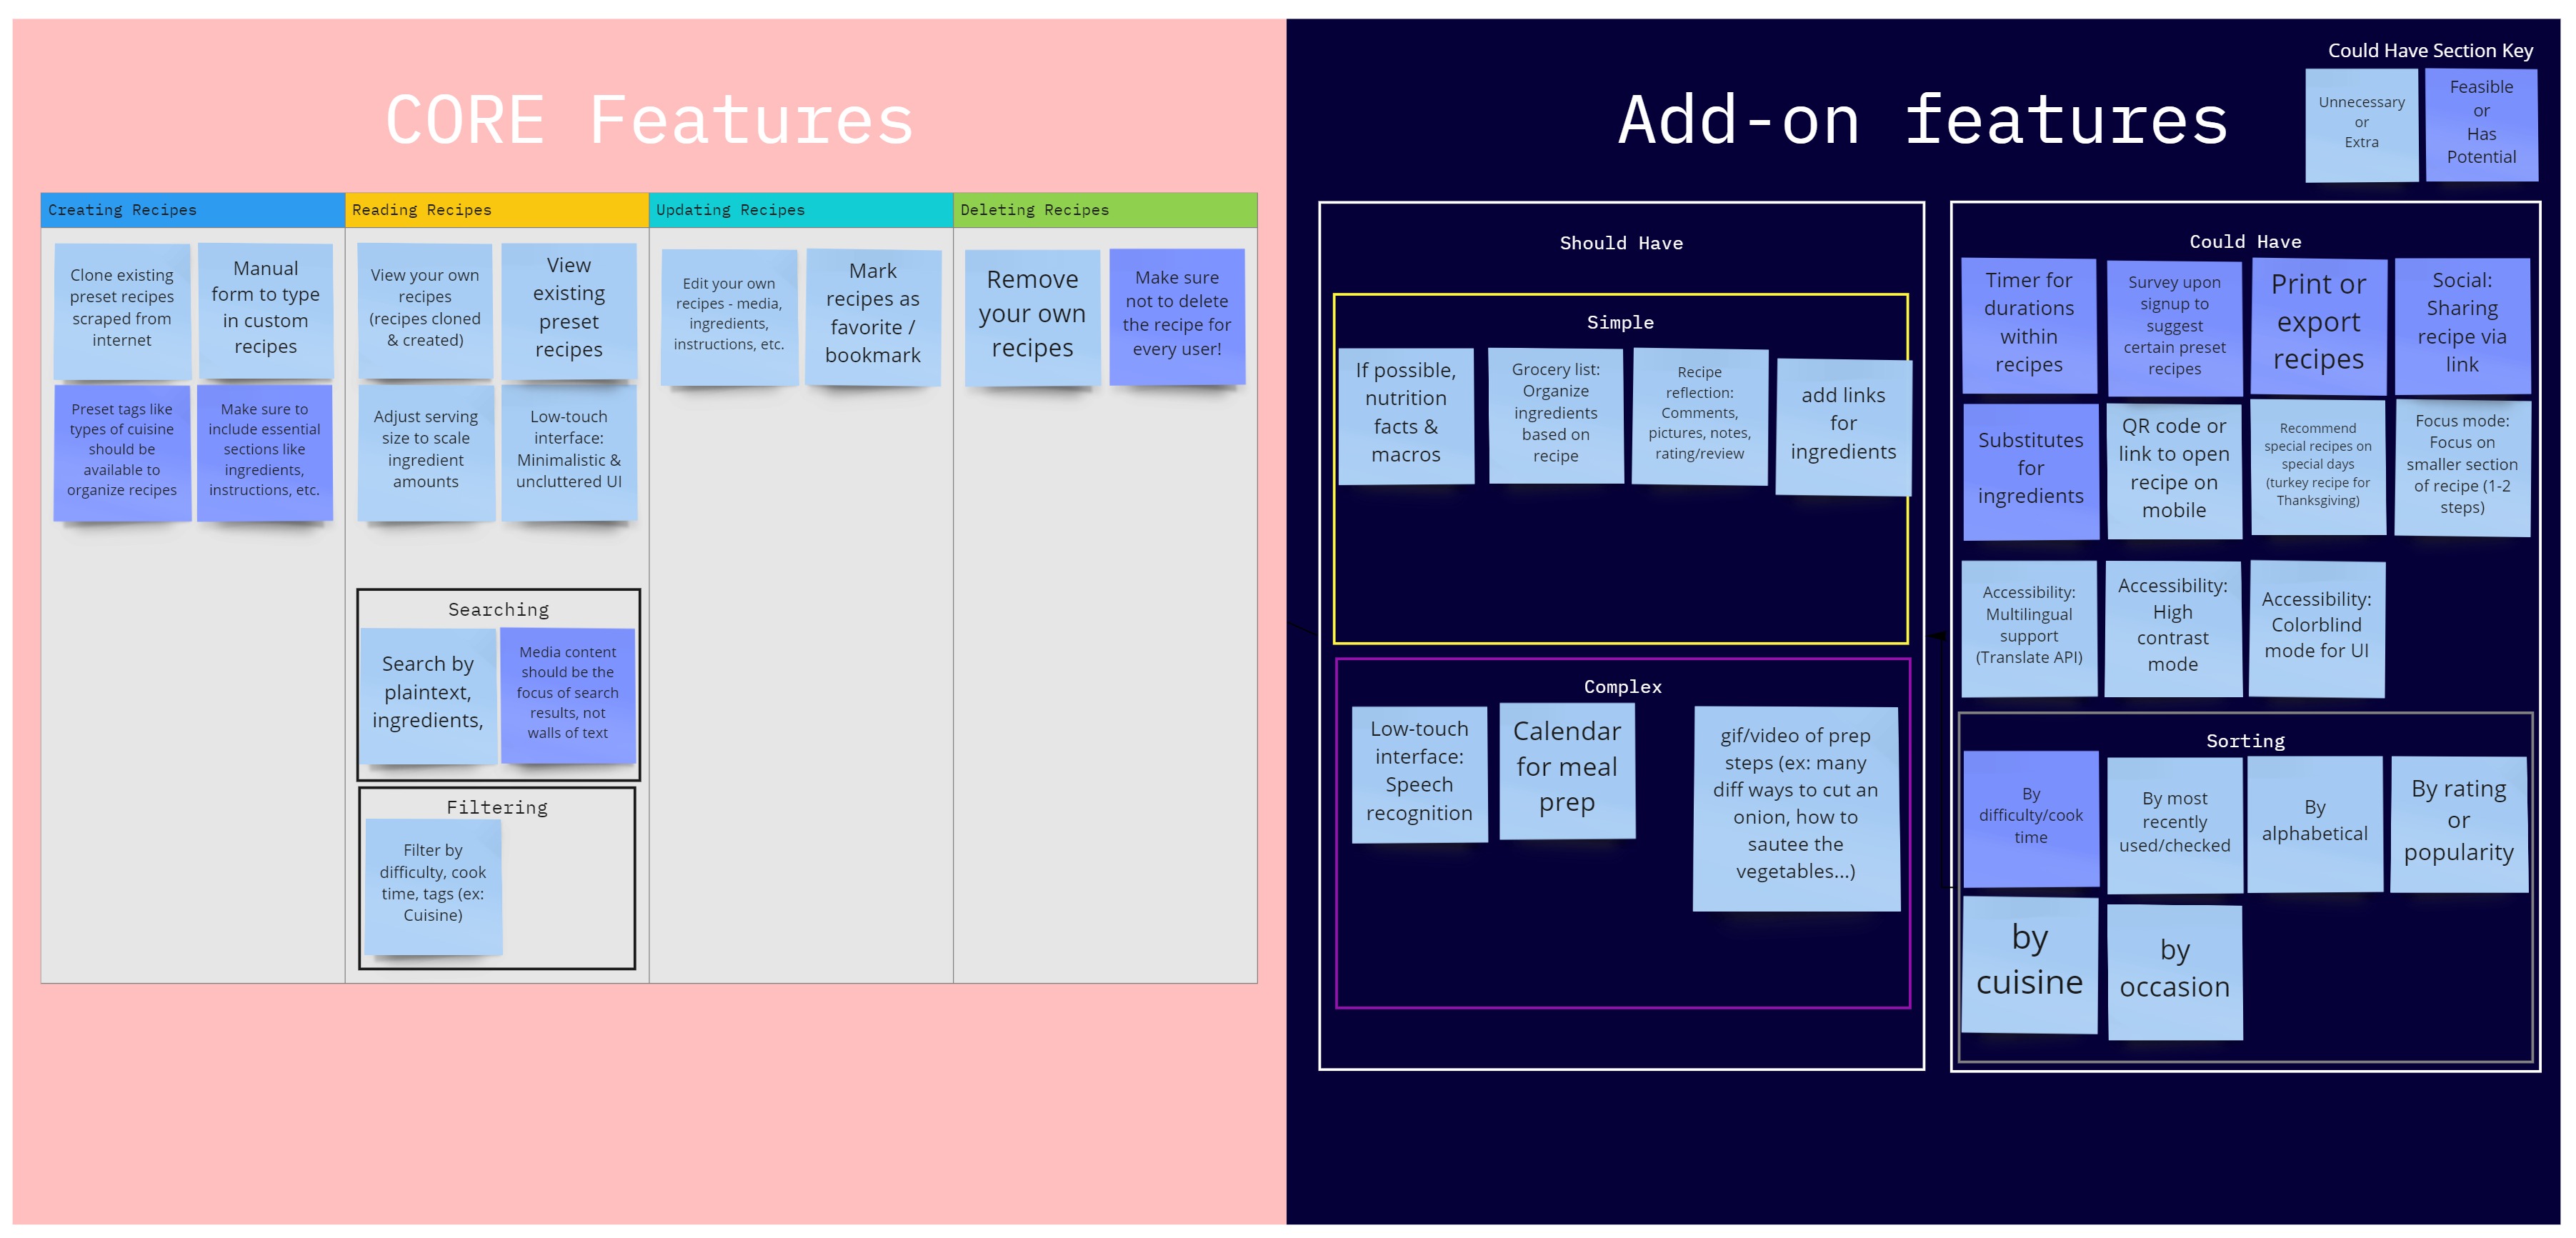 CORE Features
Creating Recipes
Clone existing
preset recipes
scraped from
internet
Manual
form to type
in custom
recipes
Preset tags like
types of cuisine
should be
available to
organize recipes
Make sure to
include essential
sections like
ingredients,
instructions, etc.
Reading Recipes
View your own
recipes
(recipes cloned
& created)
View
existing
preset
recipes
Adjust serving
size to scale
ingredient
amounts
Low-touch
interface:
Minimalistic &
uncluttered UI
Searching
Search by
plaintext,
ingredients,
Media content
should be the
focus of search
results, not
walls of text
Filtering
Filter by
difficulty, cook
time, tags (ex:
Cuisine)
Updating Recipes
Edit your own
recipes - media,
ingredients,
instructions, etc.
Mark
recipes as
favorite /
bookmark
Deleting Recipes
Remove
your own
recipes
Make sure
not to delete
the recipe for
every user!
Add-on features
Could Have Section Key
Unnecessary
or
Extra
Feasible
or
Has
Potential
Should Have
Simple
If possible,
nutrition
facts &
macros
Grocery list:
Organize
ingredients
based on
recipe
Recipe
reflection:
Comments,
pictures, notes,
rating/review
add links
for
ingredients
Complex
Low-touch
interface:
Speech
recognition
Calendar
for meal
prep
gif/video of prep
steps (ex: many
diff ways to cut an
onion, how to
sautee the
vegetables...)
Could Have
Timer for
durations
within
recipes
Survey upon
signup to
suggest
certain preset
recipes
Print or
export
recipes
Social:
Sharing
recipe via
link
Substitutes
for
ingredients
QR code or
link to open
recipe on
mobile
Recommend
special recipes on
special days
(turkey recipe for
Thanksgiving)
Focus mode:
Focus on
smaller section
of recipe (1-2
steps)
Accessibility:
Multilingual
support
(Translate API)
Accessibility:
High
contrast
mode
Accessibility:
Colorblind
mode for UI
Sorting
By
difficulty/cook
time
By most
recently
used/checked
By
alphabetical
By rating
or
popularity
by
cuisine
by
occasion